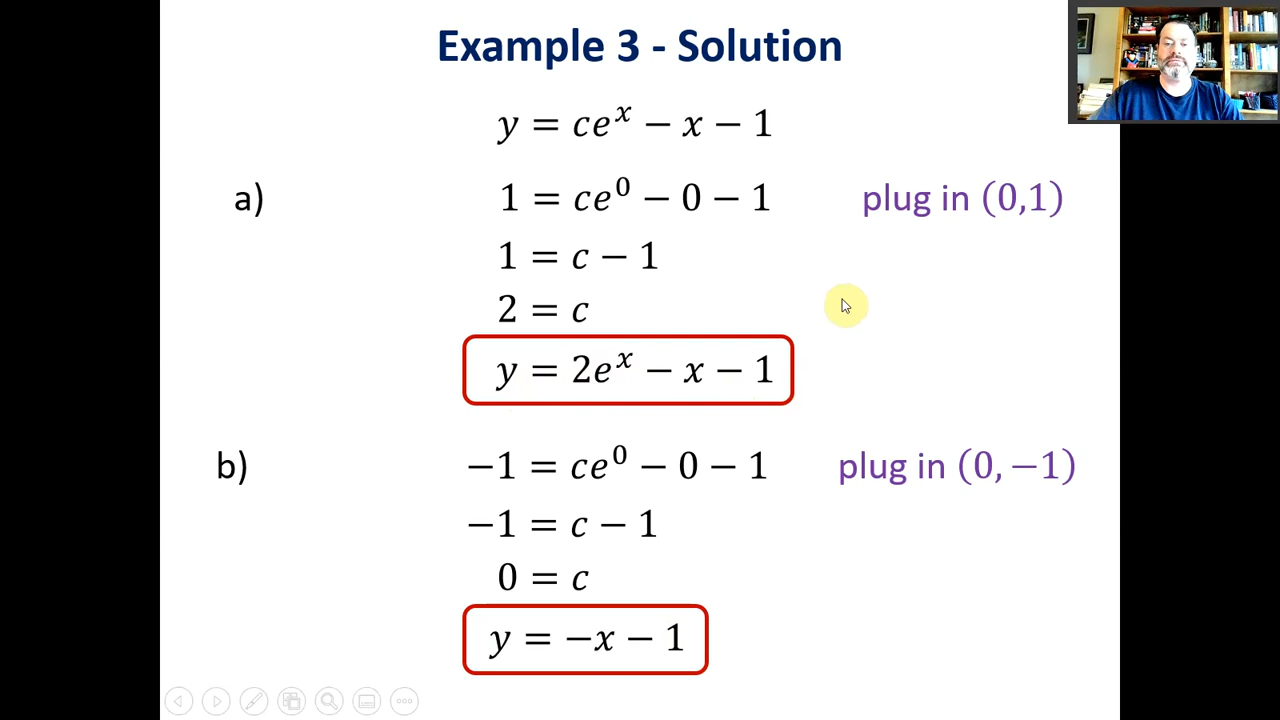 Example 3 - Solution
y = ce^x − x − 1
a) 1 = ce^0 − 0 − 1 plug in (0,1)
1 = c − 1
2 = c
y = 2e^x − x − 1
b) −1 = ce^0 − 0 − 1 plug in (0, −1)
−1 = c − 1
0 = c
y = −x − 1